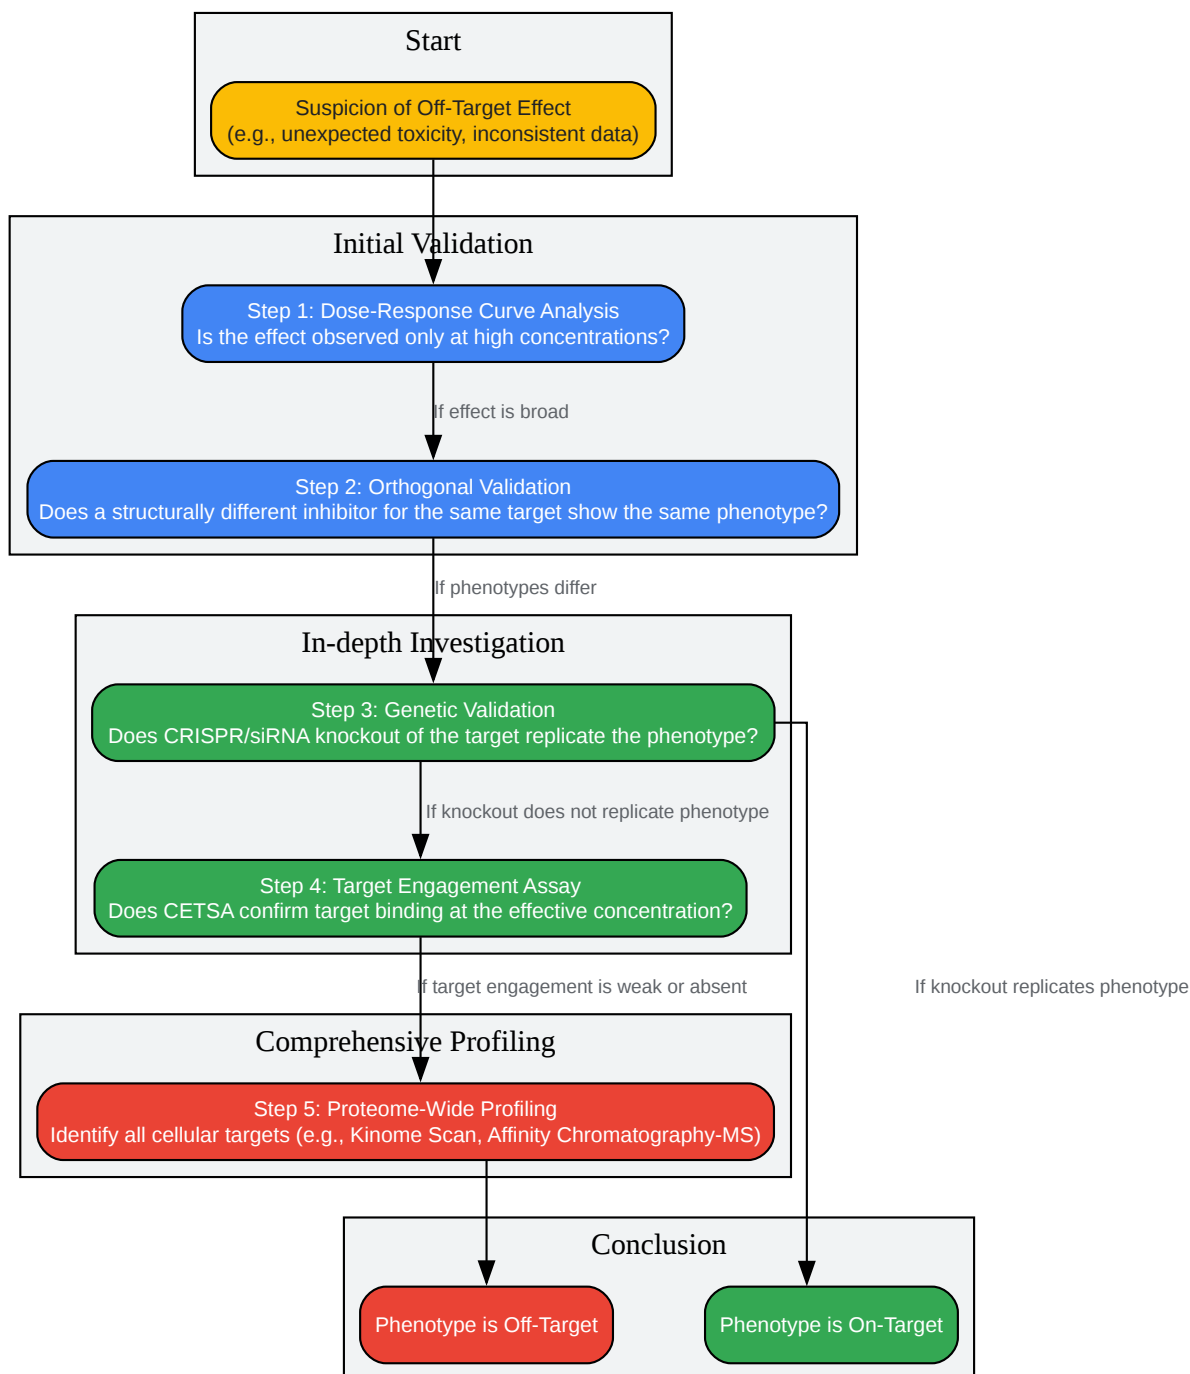 Start
Suspicion of Off-Target Effect
(e.g., unexpected toxicity, inconsistent data)
Initial Validation
Step 1: Dose-Response Curve Analysis
Is the effect observed only at high concentrations?
If effect is broad
Step 2: Orthogonal Validation
Does a structurally different inhibitor for the same target show the same phenotype?
If phenotypes differ
In-depth Investigation
Step 3: Genetic Validation
Does CRISPR/siRNA knockout of the target replicate the phenotype?
If knockout does not replicate phenotype
Step 4: Target Engagement Assay
Does CETSA confirm target binding at the effective concentration?
If target engagement is weak or absent
If knockout replicates phenotype
Comprehensive Profiling
Step 5: Proteome-Wide Profiling
Identify all cellular targets (e.g., Kinome Scan, Affinity Chromatography-MS)
Conclusion
Phenotype is Off-Target
Phenotype is On-Target